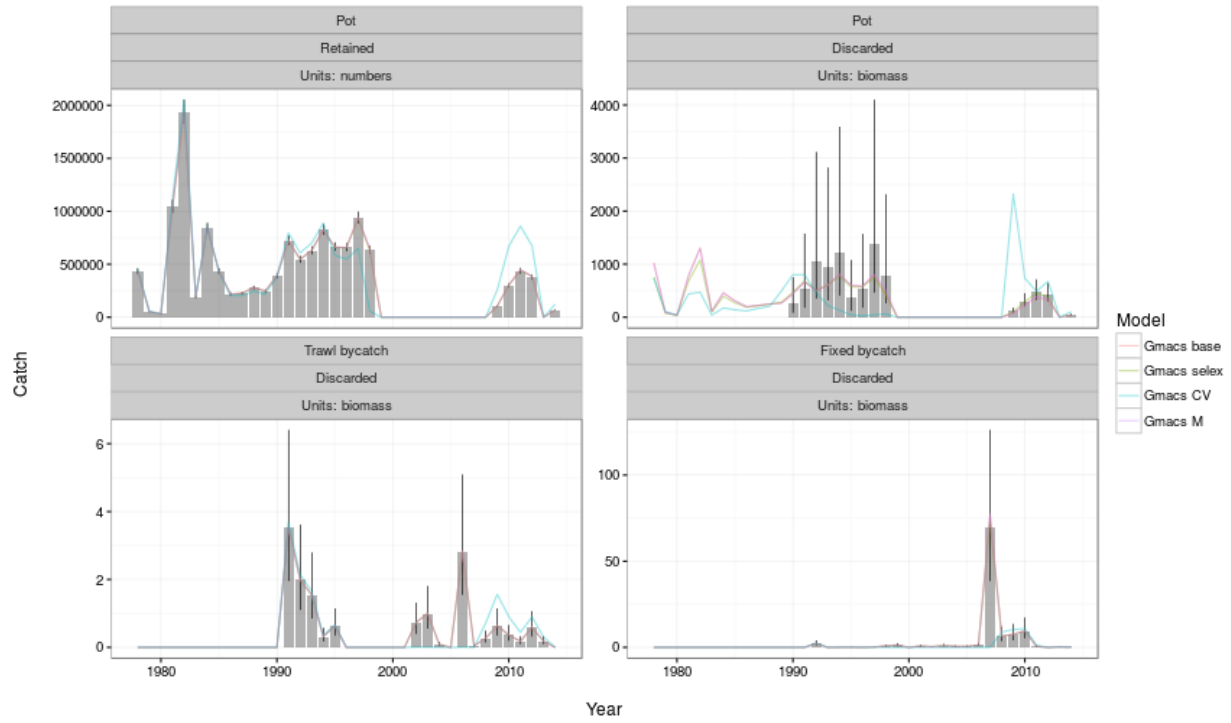 Pot
Retained
Units: numbers
Pot
Discarded
Units: biomass
2000000
1500000
1000000
500000
0
4000
3000
2000
1000
0
Trawl bycatch
Discarded
Units: biomass
Fixed bycatch
Discarded
Units: biomass
6
4
2
0
100
50
0
1980 1990 2000 2010
1980 1990 2000 2010
Catch
Year
Model
Gmacs base
Gmacs selex
Gmacs CV
Gmacs M